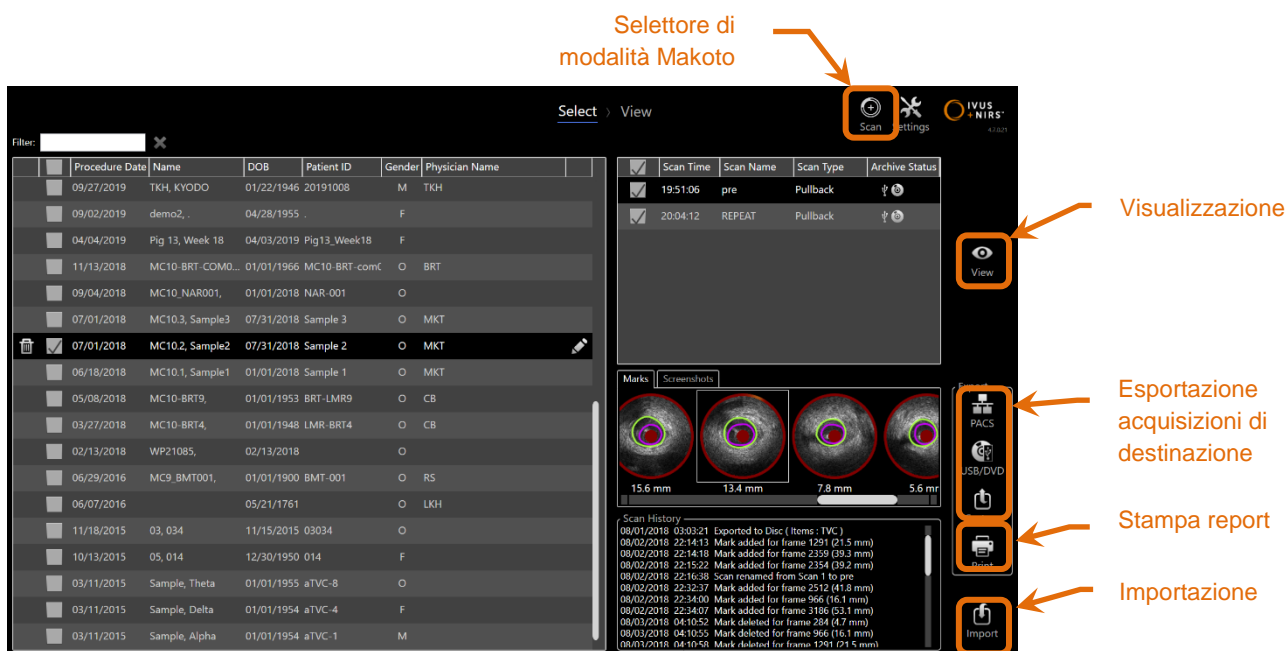 Selettore di
modalità Makoto
Select › View
Scan
Settings
IVUS
+NIRS
4.7.0.21
Filter:
Procedure Date Name DOB Patient ID Gender Physician Name
09/27/2019 TKH, KYODO 01/22/1946 20191008 M TKH
09/02/2019 demo2, . 04/28/1955 . F
04/04/2019 Pig 13, Week 18 04/03/2019 Pig13_Week18 F
11/13/2018 MC10-BRT-COM0... 01/01/1966 MC10-BRT-com( O BRT
09/04/2018 MC10_NAR001, 01/01/2018 NAR-001 O
07/01/2018 MC10.3, Sample3 07/31/2018 Sample 3 O MKT
07/01/2018 MC10.2, Sample2 07/31/2018 Sample 2 O MKT
06/18/2018 MC10.1, Sample1 01/01/2018 Sample 1 O MKT
05/08/2018 MC10-BRT9, 01/01/1953 BRT-LMR9 O CB
03/27/2018 MC10-BRT4, 01/01/1948 LMR-BRT4 O CB
02/13/2018 WP21085, 02/13/2018 O
06/29/2016 MC9_BMT001, 01/01/1900 BMT-001 O RS
06/07/2016 05/21/1761 O LKH
11/18/2015 03, 034 11/15/2015 03034 O
10/13/2015 05, 014 12/30/1950 014 F
03/11/2015 Sample, Theta 01/01/1955 aTVC-8 O
03/11/2015 Sample, Delta 01/01/1954 aTVC-4 F
03/11/2015 Sample, Alpha 01/01/1954 aTVC-1 M
Scan Time Scan Name Scan Type Archive Status
19:51:06 pre Pullback
20:04:12 REPEAT Pullback
Visualizzazione
View
Marks Screenshots
15.6 mm 13.4 mm 7.8 mm 5.6 mm
Export
PACS
USB/DVD
Esportazione
acquisizioni di
destinazione
Scan History
08/01/2018 03:03:21 Exported to Disc ( Items : TVC )
08/02/2018 22:14:13 Mark added for frame 1291 (21.5 mm)
08/02/2018 22:14:18 Mark added for frame 2359 (39.3 mm)
08/02/2018 22:15:22 Mark added for frame 2354 (39.2 mm)
08/02/2018 22:16:38 Scan renamed from Scan 1 to pre
08/02/2018 22:32:37 Mark added for frame 2512 (41.8 mm)
08/02/2018 22:34:00 Mark added for frame 966 (16.1 mm)
08/02/2018 22:34:07 Mark added for frame 3186 (53.1 mm)
08/03/2018 04:10:52 Mark deleted for frame 284 (4.7 mm)
08/03/2018 04:10:55 Mark deleted for frame 966 (16.1 mm)
08/03/2018 04:10:58 Mark deleted for frame 1291 (21.5 mm)
Print
Stampa report
Import
Importazione